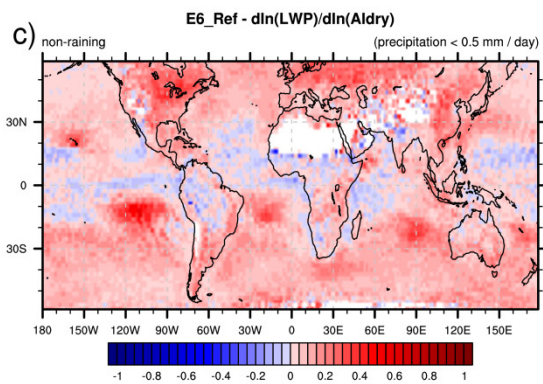 E6_Ref - dln(LWP)/dln(AIdry)
c) non-raining (precipitation < 0.5 mm / day)
30N
0
30S
180 150W 120W 90W 60W 30W 0 30E 60E 90E 120E 150E
-1 -0.8 -0.6 -0.4 -0.2 0 0.2 0.4 0.6 0.8 1